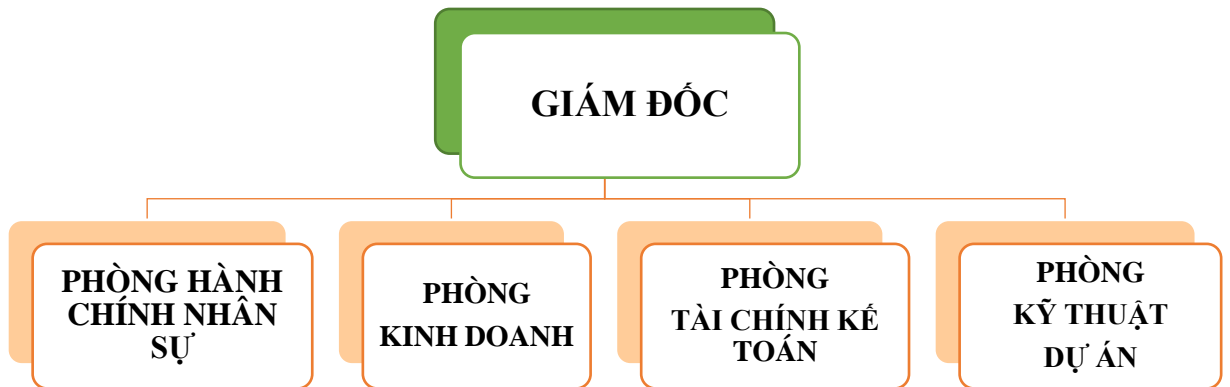 GIÁM ĐỐC
PHÒNG HÀNH
CHÍNH NHÂN
SỰ
PHÒNG
KINH DOANH
PHÒNG
TÀI CHÍNH KẾ
TOÁN
PHÒNG
KỸ THUẬT
DỰ ÁN